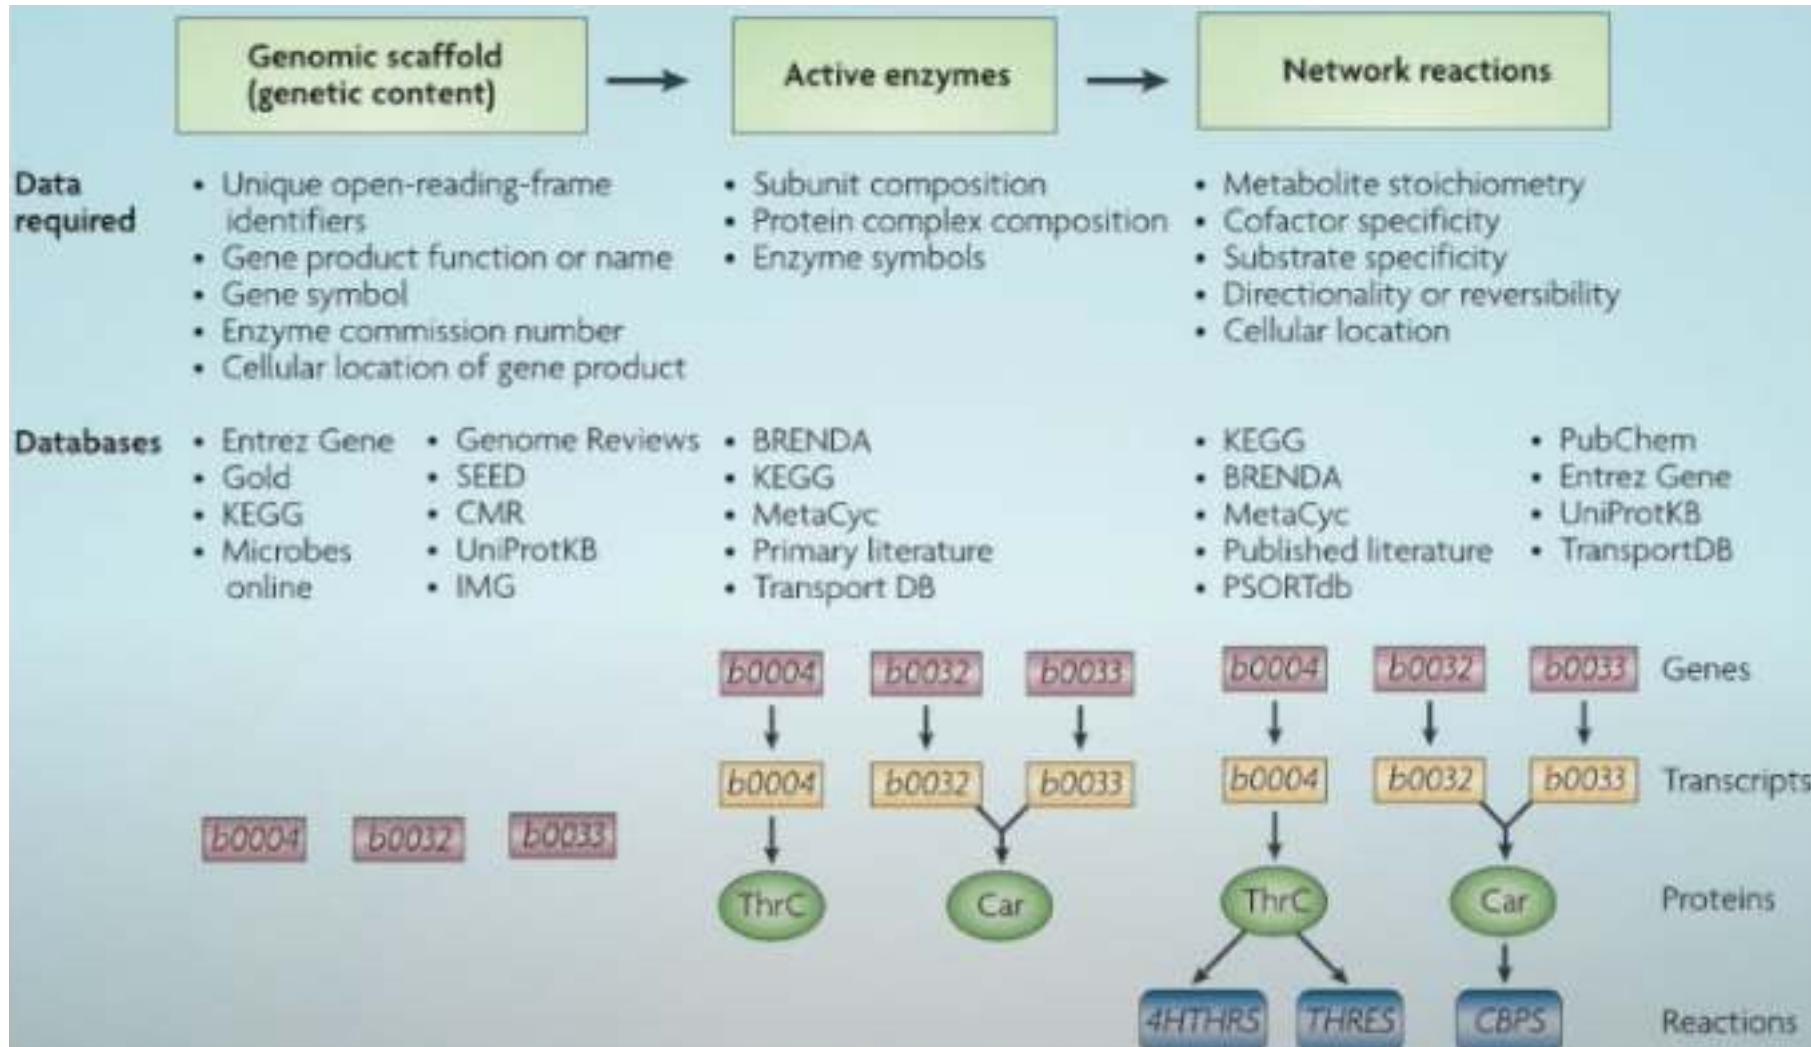 Genomic scaffold
(genetic content)
Active enzymes
Network reactions
Data
required
• Unique open-reading-frame
identifiers
• Gene product function or name
• Gene symbol
• Enzyme commission number
• Cellular location of gene product
• Subunit composition
• Protein complex composition
• Enzyme symbols
• Metabolite stoichiometry
• Cofactor specificity
• Substrate specificity
• Directionality or reversibility
• Cellular location
Databases
• Entrez Gene
• Gold
• KEGG
• Microbes
online
• Genome Reviews
• SEED
• CMR
• UniProtKB
• IMG
• BRENDA
• KEGG
• MetaCyc
• Primary literature
• Transport DB
• KEGG
• BRENDA
• MetaCyc
• Published literature
• PSORTdb
• PubChem
• Entrez Gene
• UniProtKB
• TransportDB
b0004 b0032 b0033
b0004 b0032 b0033
b0004 b0032 b0033
ThrC Car
b0004 b0032 b0033 Genes
b0004 b0032 b0033 Transcripts
ThrC Car Proteins
4HTHRS THRES CBPS Reactions